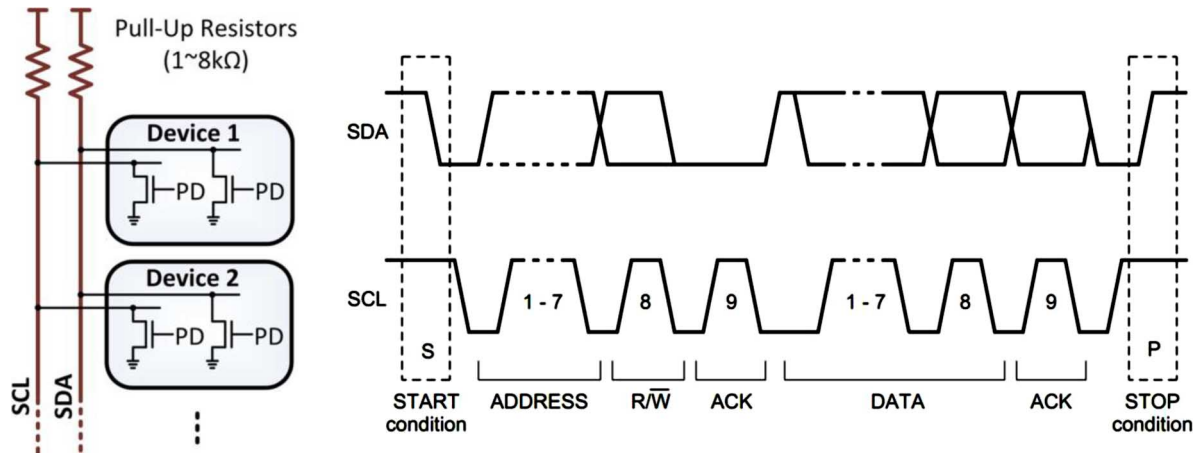 Pull-Up Resistors
(1~8kΩ)
Device 1
PD
PD
Device 2
PD
PD
SCL
SDA
SDA
SCL
1 - 7
8
9
1 - 7
8
9
S
P
START
condition
ADDRESS
R/W̅
ACK
DATA
ACK
STOP
condition